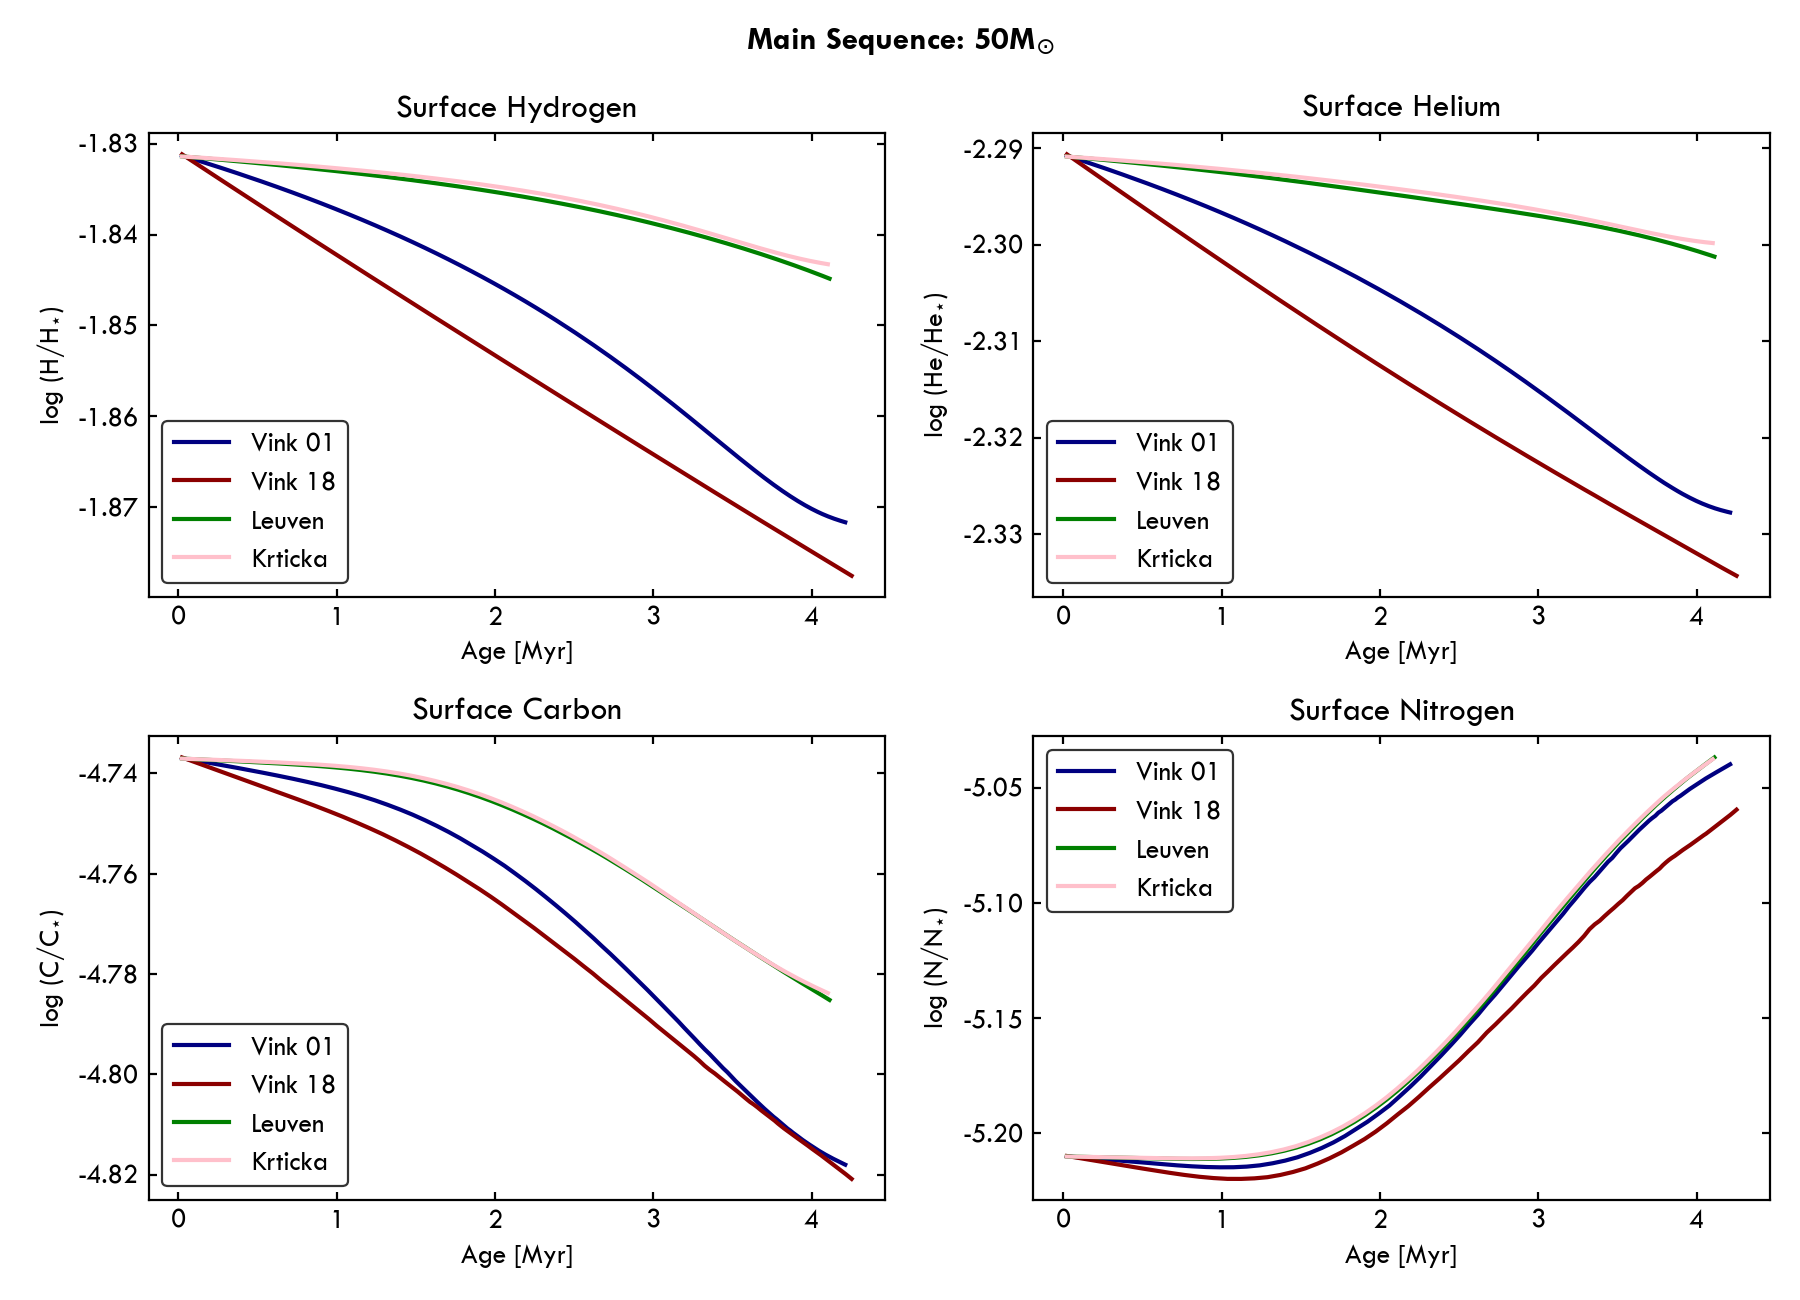 Main Sequence: 50M⊙
Surface Hydrogen
-1.83
-1.84
-1.85
-1.86
-1.87
log (H/H⋆)
Vink 01
Vink 18
Leuven
Krticka
0 1 2 3 4
Age [Myr]
Surface Helium
-2.29
-2.30
-2.31
-2.32
-2.33
log (He/He⋆)
Vink 01
Vink 18
Leuven
Krticka
0 1 2 3 4
Age [Myr]
Surface Carbon
-4.74
-4.76
-4.78
-4.80
-4.82
log (C/C⋆)
Vink 01
Vink 18
Leuven
Krticka
0 1 2 3 4
Age [Myr]
Surface Nitrogen
-5.05
-5.10
-5.15
-5.20
log (N/N⋆)
Vink 01
Vink 18
Leuven
Krticka
0 1 2 3 4
Age [Myr]